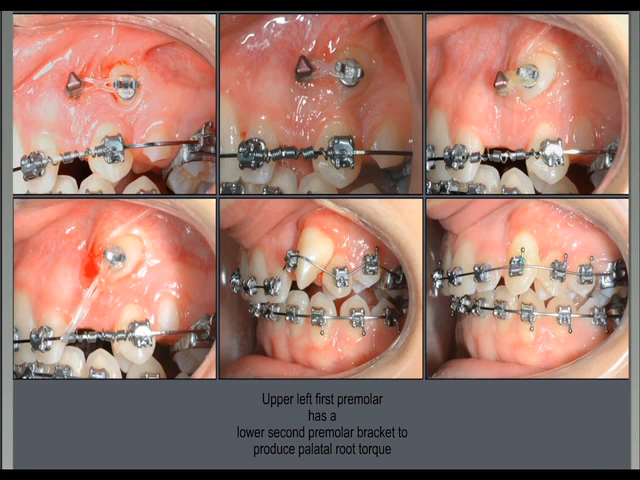 Upper left first premolar
has a
lower second premolar bracket to
produce palatal root torque